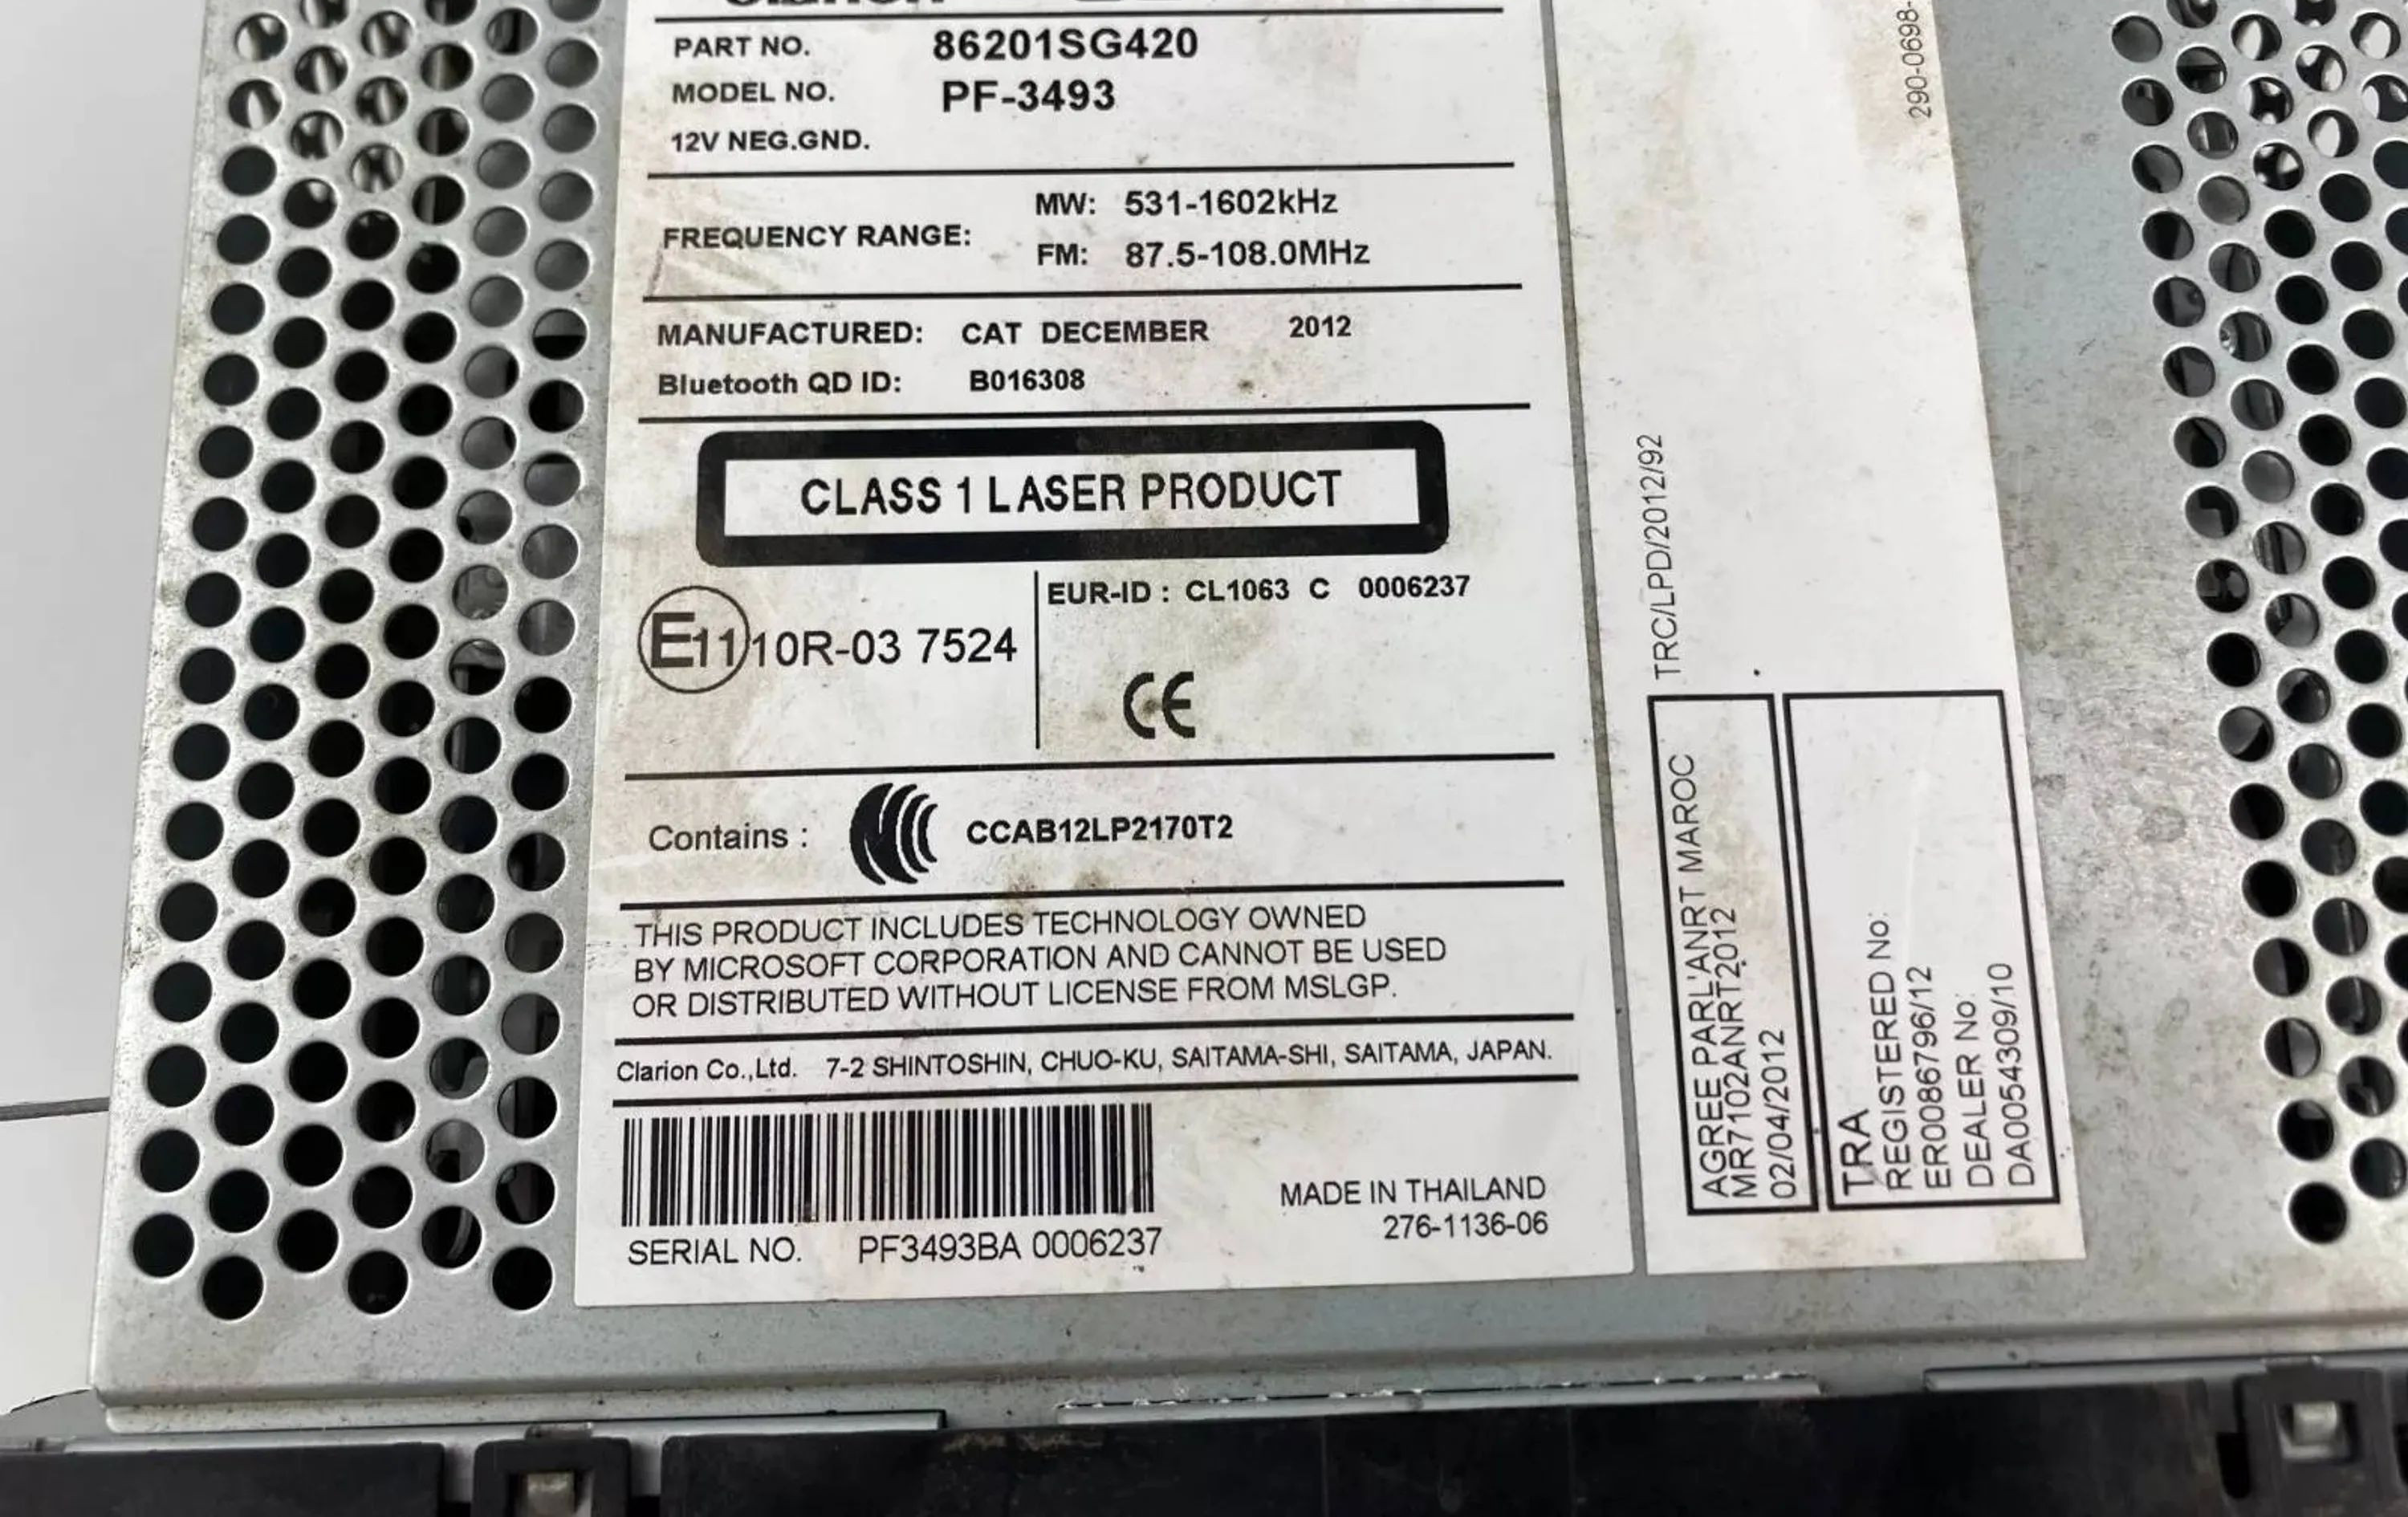 Clarion
PART NO. 86201SG420
MODEL NO. PF-3493
12V NEG.GND.
FREQUENCY RANGE:
MW: 531-1602kHz
FM: 87.5-108.0MHz
MANUFACTURED: CAT DECEMBER 2012
Bluetooth QD ID: B016308
CLASS 1 LASER PRODUCT
E11 10R-03 7524
EUR-ID : CL1063 C 0006237
CE
Contains : CCAB12LP2170T2
THIS PRODUCT INCLUDES TECHNOLOGY OWNED
BY MICROSOFT CORPORATION AND CANNOT BE USED
OR DISTRIBUTED WITHOUT LICENSE FROM MSLGP.
Clarion Co.,Ltd. 7-2 SHINTOSHIN, CHUO-KU, SAITAMA-SHI, SAITAMA, JAPAN.
SERIAL NO. PF3493BA 0006237
MADE IN THAILAND
276-1136-06
290-0698-
TRC/LPD/2012/92
AGREE PARL'ANRT MAROC
MR7102ANRT2012
02/04/2012
TRA
REGISTERED No:
ER0086796/12
DEALER No:
DA0054309/10